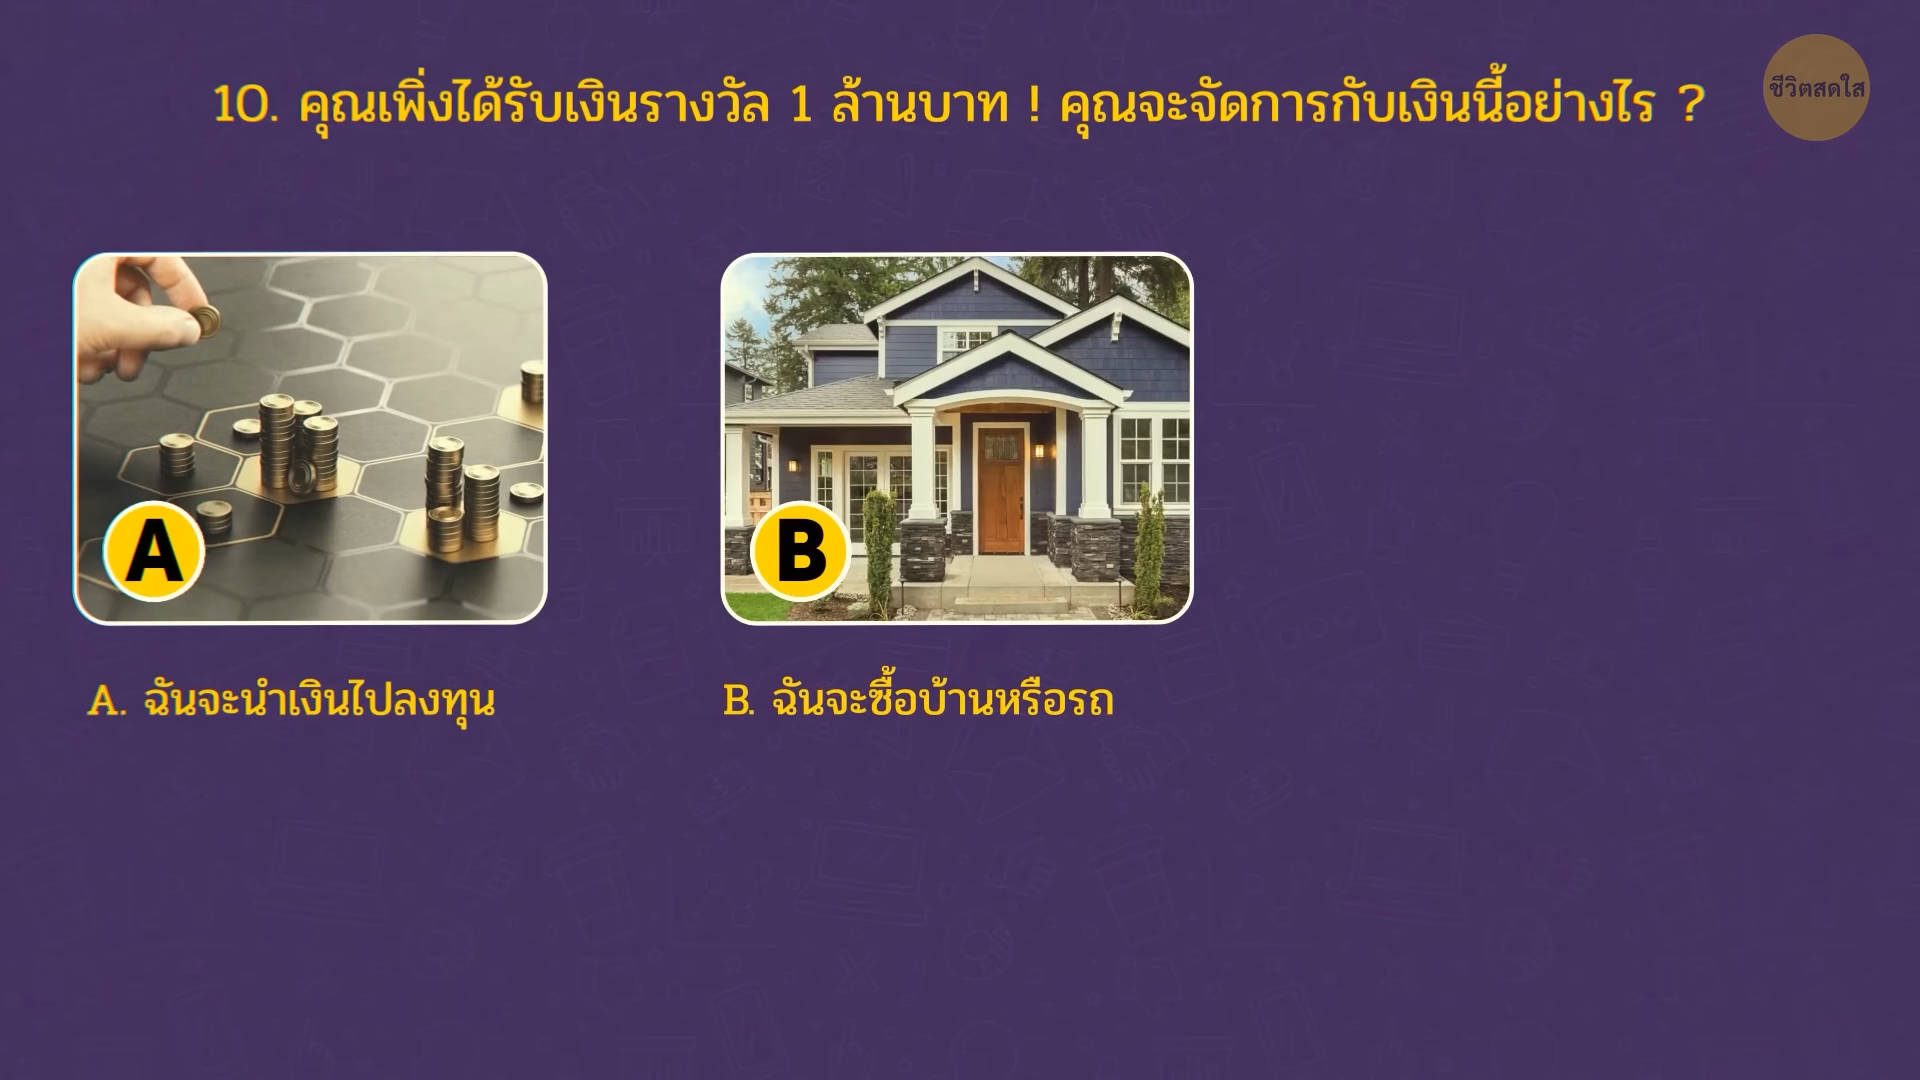 10. คุณเพิ่งได้รับเงินรางวัล 1 ล้านบาท ! คุณจะจัดการกับเงินนี้อย่างไร ?
ชีวิตสดใส
A
B
A. ฉันจะนำเงินไปลงทุน
B. ฉันจะซื้อบ้านหรือรถ